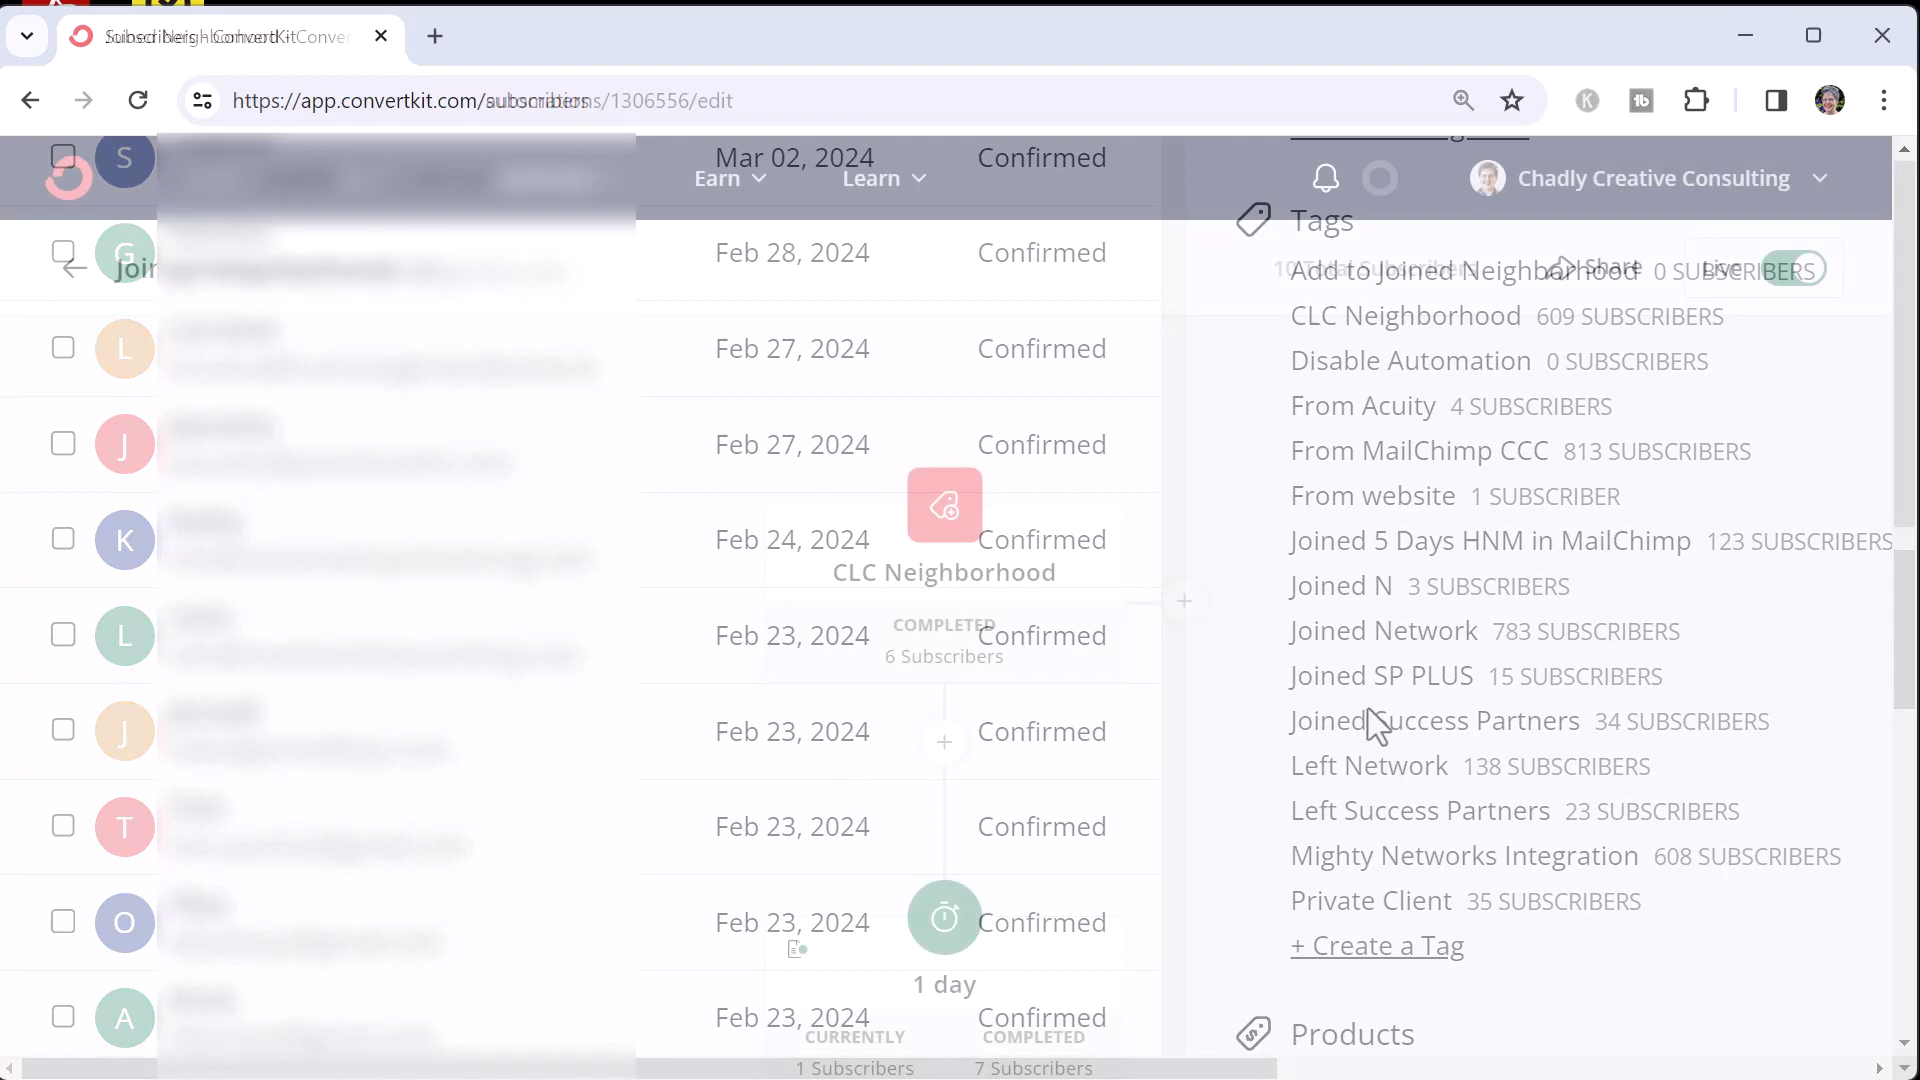 https://app.convertkit.com/subscribers
/1306556/edit
S
Mar 02, 2024
Confirmed
Earn
Learn
Chadly Creative Consulting
G
Feb 28, 2024
Confirmed
Share
Live
L
Feb 27, 2024
Confirmed
J
Feb 27, 2024
Confirmed
K
Feb 24, 2024
Confirmed
CLC Neighborhood
L
Feb 23, 2024
Confirmed
COMPLETED
6 Subscribers
J
Feb 23, 2024
Confirmed
T
Feb 23, 2024
Confirmed
O
Feb 23, 2024
Confirmed
1 day
A
Feb 23, 2024
Confirmed
CURRENTLY
COMPLETED
1 Subscribers
7 Subscribers
Tags
Add to Joined Neighborhood 0 SUBSCRIBERS
CLC Neighborhood 609 SUBSCRIBERS
Disable Automation 0 SUBSCRIBERS
From Acuity 4 SUBSCRIBERS
From MailChimp CCC 813 SUBSCRIBERS
From website 1 SUBSCRIBER
Joined 5 Days HNM in MailChimp 123 SUBSCRIBERS
Joined N 3 SUBSCRIBERS
Joined Network 783 SUBSCRIBERS
Joined SP PLUS 15 SUBSCRIBERS
Joined Success Partners 34 SUBSCRIBERS
Left Network 138 SUBSCRIBERS
Left Success Partners 23 SUBSCRIBERS
Mighty Networks Integration 608 SUBSCRIBERS
Private Client 35 SUBSCRIBERS
+ Create a Tag
Products